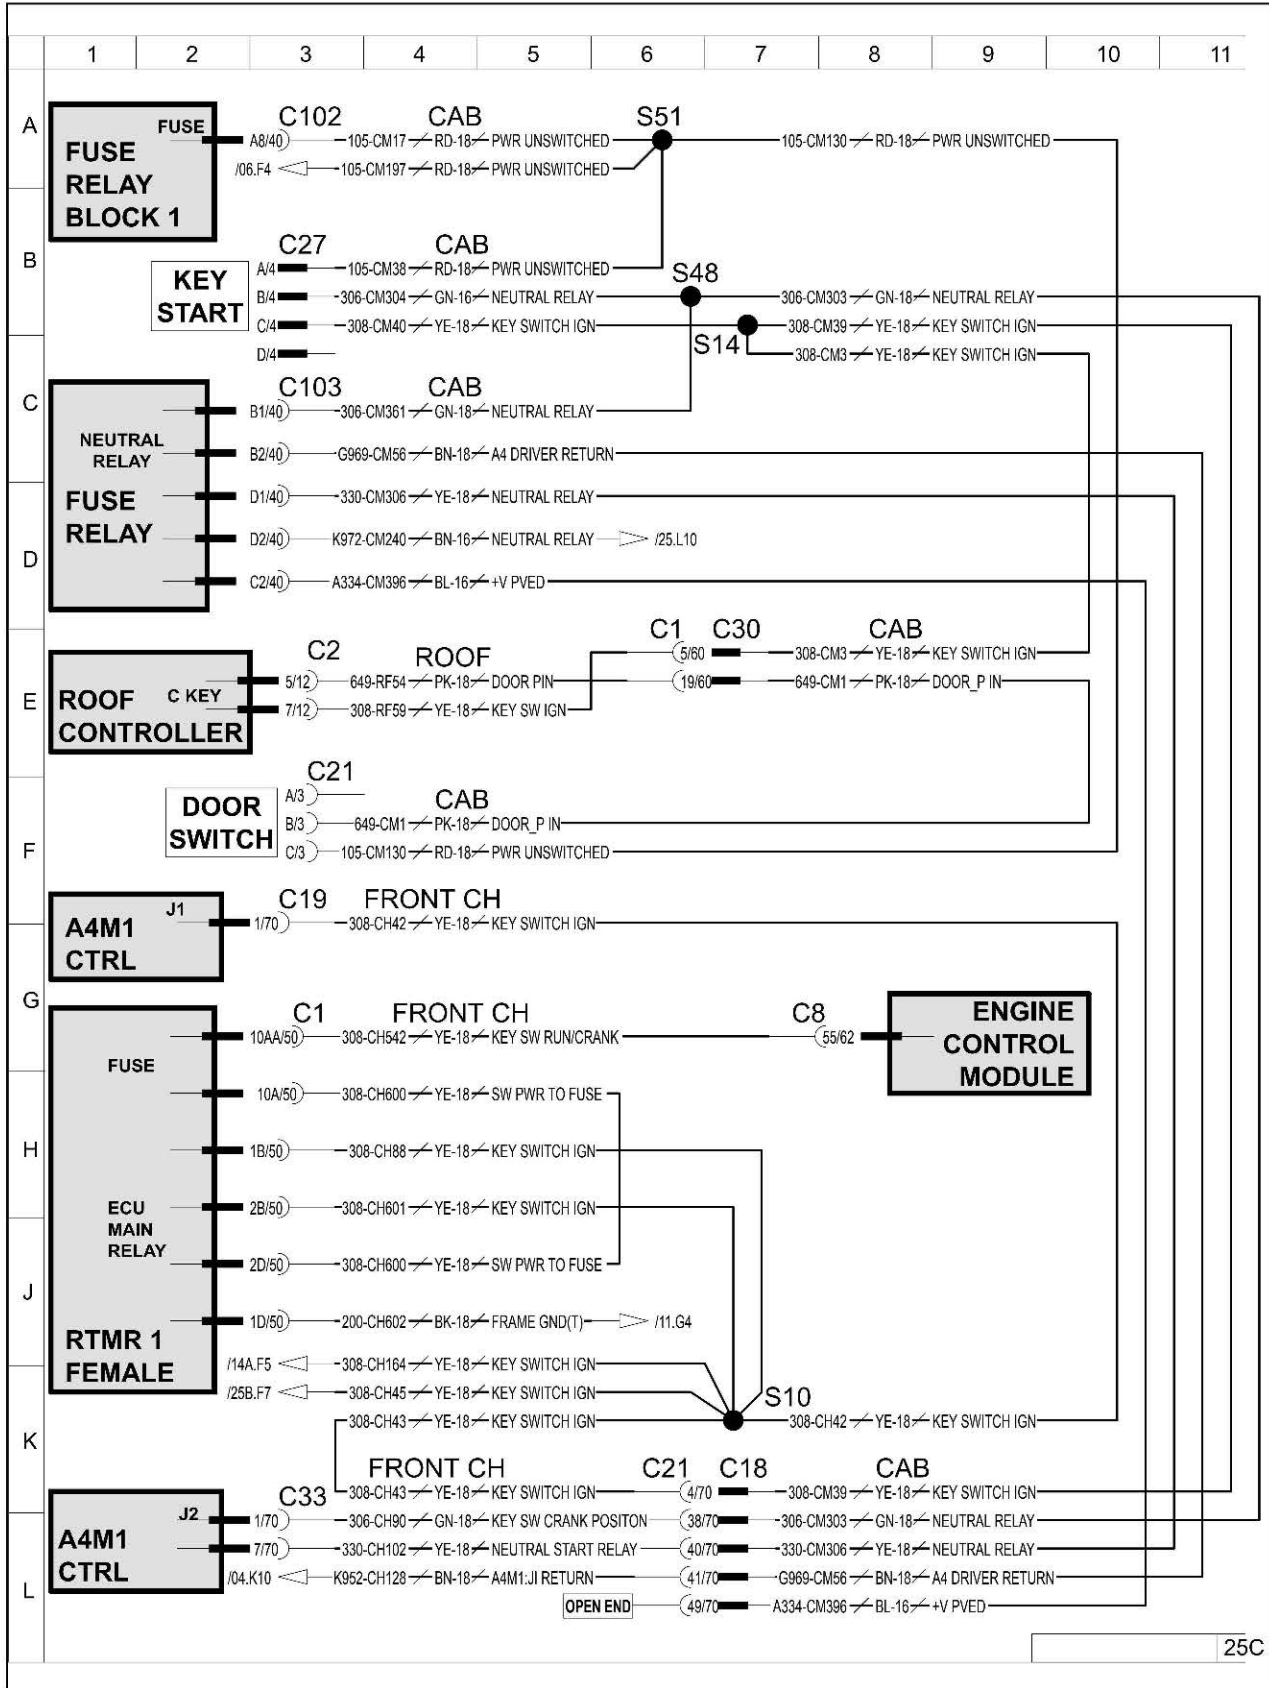 1 2 3 4 5 6 7 8 9 10 11
A
FUSE
FUSE RELAY BLOCK 1
C102 CAB S51
A8/40 105-CM17 RD-18 PWR UNSWITCHED 105-CM130 RD-18 PWR UNSWITCHED
/06.F4 105-CM197 RD-18 PWR UNSWITCHED
B
KEY START
C27 CAB
A/4 105-CM38 RD-18 PWR UNSWITCHED
S48
B/4 306-CM304 GN-16 NEUTRAL RELAY 306-CM303 GN-18 NEUTRAL RELAY
C/4 308-CM40 YE-18 KEY SWITCH IGN 308-CM39 YE-18 KEY SWITCH IGN
S14
D/4 308-CM3 YE-18 KEY SWITCH IGN
C
C103 CAB
B1/40 306-CM361 GN-18 NEUTRAL RELAY
NEUTRAL RELAY
B2/40 G969-CM56 BN-18 A4 DRIVER RETURN
FUSE RELAY
D1/40 330-CM306 YE-18 NEUTRAL RELAY
D
D2/40 K972-CM240 BN-16 NEUTRAL RELAY /25.L10
C2/40 A334-CM396 BL-16 +V PVED
C1 C30 CAB
5/60 308-CM3 YE-18 KEY SWITCH IGN
E
ROOF CONTROLLER
C KEY
C2 ROOF
5/12 649-RF54 PK-18 DOOR PIN 19/60 649-CM1 PK-18 DOOR_P IN
7/12 308-RF59 YE-18 KEY SW IGN
F
DOOR SWITCH
C21 CAB
A/3
B/3 649-CM1 PK-18 DOOR_P IN
C/3 105-CM130 RD-18 PWR UNSWITCHED
A4M1 CTRL
J1
C19 FRONT CH
1/70 308-CH42 YE-18 KEY SWITCH IGN
G
C1 FRONT CH C8
10AA/50 308-CH542 YE-18 KEY SW RUN/CRANK 55/62
ENGINE CONTROL MODULE
FUSE
10A/50 308-CH600 YE-18 SW PWR TO FUSE
H
1B/50 308-CH88 YE-18 KEY SWITCH IGN
ECU MAIN RELAY
2B/50 308-CH601 YE-18 KEY SWITCH IGN
2D/50 308-CH600 YE-18 SW PWR TO FUSE
J
1D/50 200-CH602 BK-18 FRAME GND(T) /11.G4
RTMR 1 FEMALE
/14A.F5 308-CH164 YE-18 KEY SWITCH IGN
/25B.F7 308-CH45 YE-18 KEY SWITCH IGN
S10
308-CH43 YE-18 KEY SWITCH IGN 308-CH42 YE-18 KEY SWITCH IGN
K
FRONT CH C21 C18 CAB
308-CH43 YE-18 KEY SWITCH IGN 4/70 308-CM39 YE-18 KEY SWITCH IGN
C33
A4M1 CTRL
J2
1/70 306-CH90 GN-18 KEY SW CRANK POSITON 38/70 306-CM303 GN-18 NEUTRAL RELAY
7/70 330-CH102 YE-18 NEUTRAL START RELAY 40/70 330-CM306 YE-18 NEUTRAL RELAY
L
/04.K10 K952-CH128 BN-18 A4M1:JI RETURN 41/70 G969-CM56 BN-18 A4 DRIVER RETURN
OPEN END 49/70 A334-CM396 BL-16 +V PVED
25C